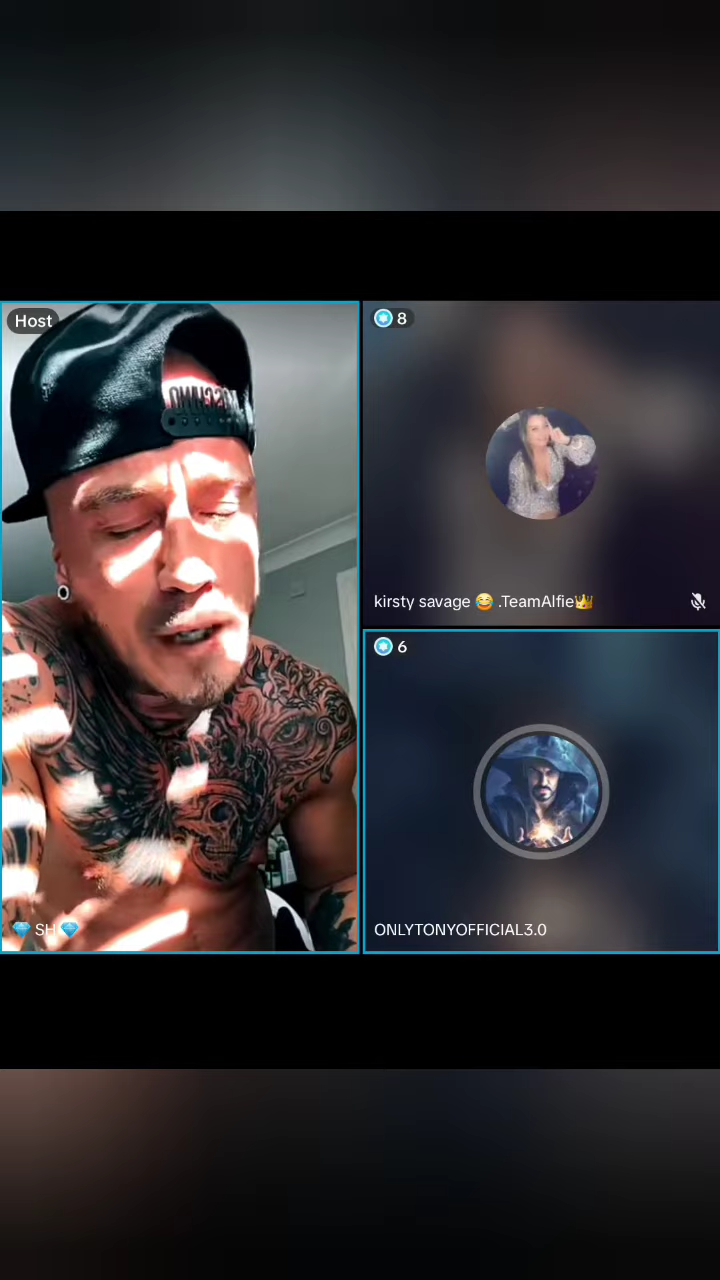 Host
8
kirsty savage 😂 .TeamAlfie👑
6
💎 SH 💎
ONLYTONYOFFICIAL3.0